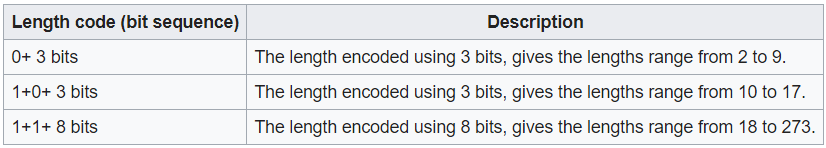 Length code (bit sequence) Description
0+ 3 bits The length encoded using 3 bits, gives the lengths range from 2 to 9.
1+0+ 3 bits The length encoded using 3 bits, gives the lengths range from 10 to 17.
1+1+ 8 bits The length encoded using 8 bits, gives the lengths range from 18 to 273.